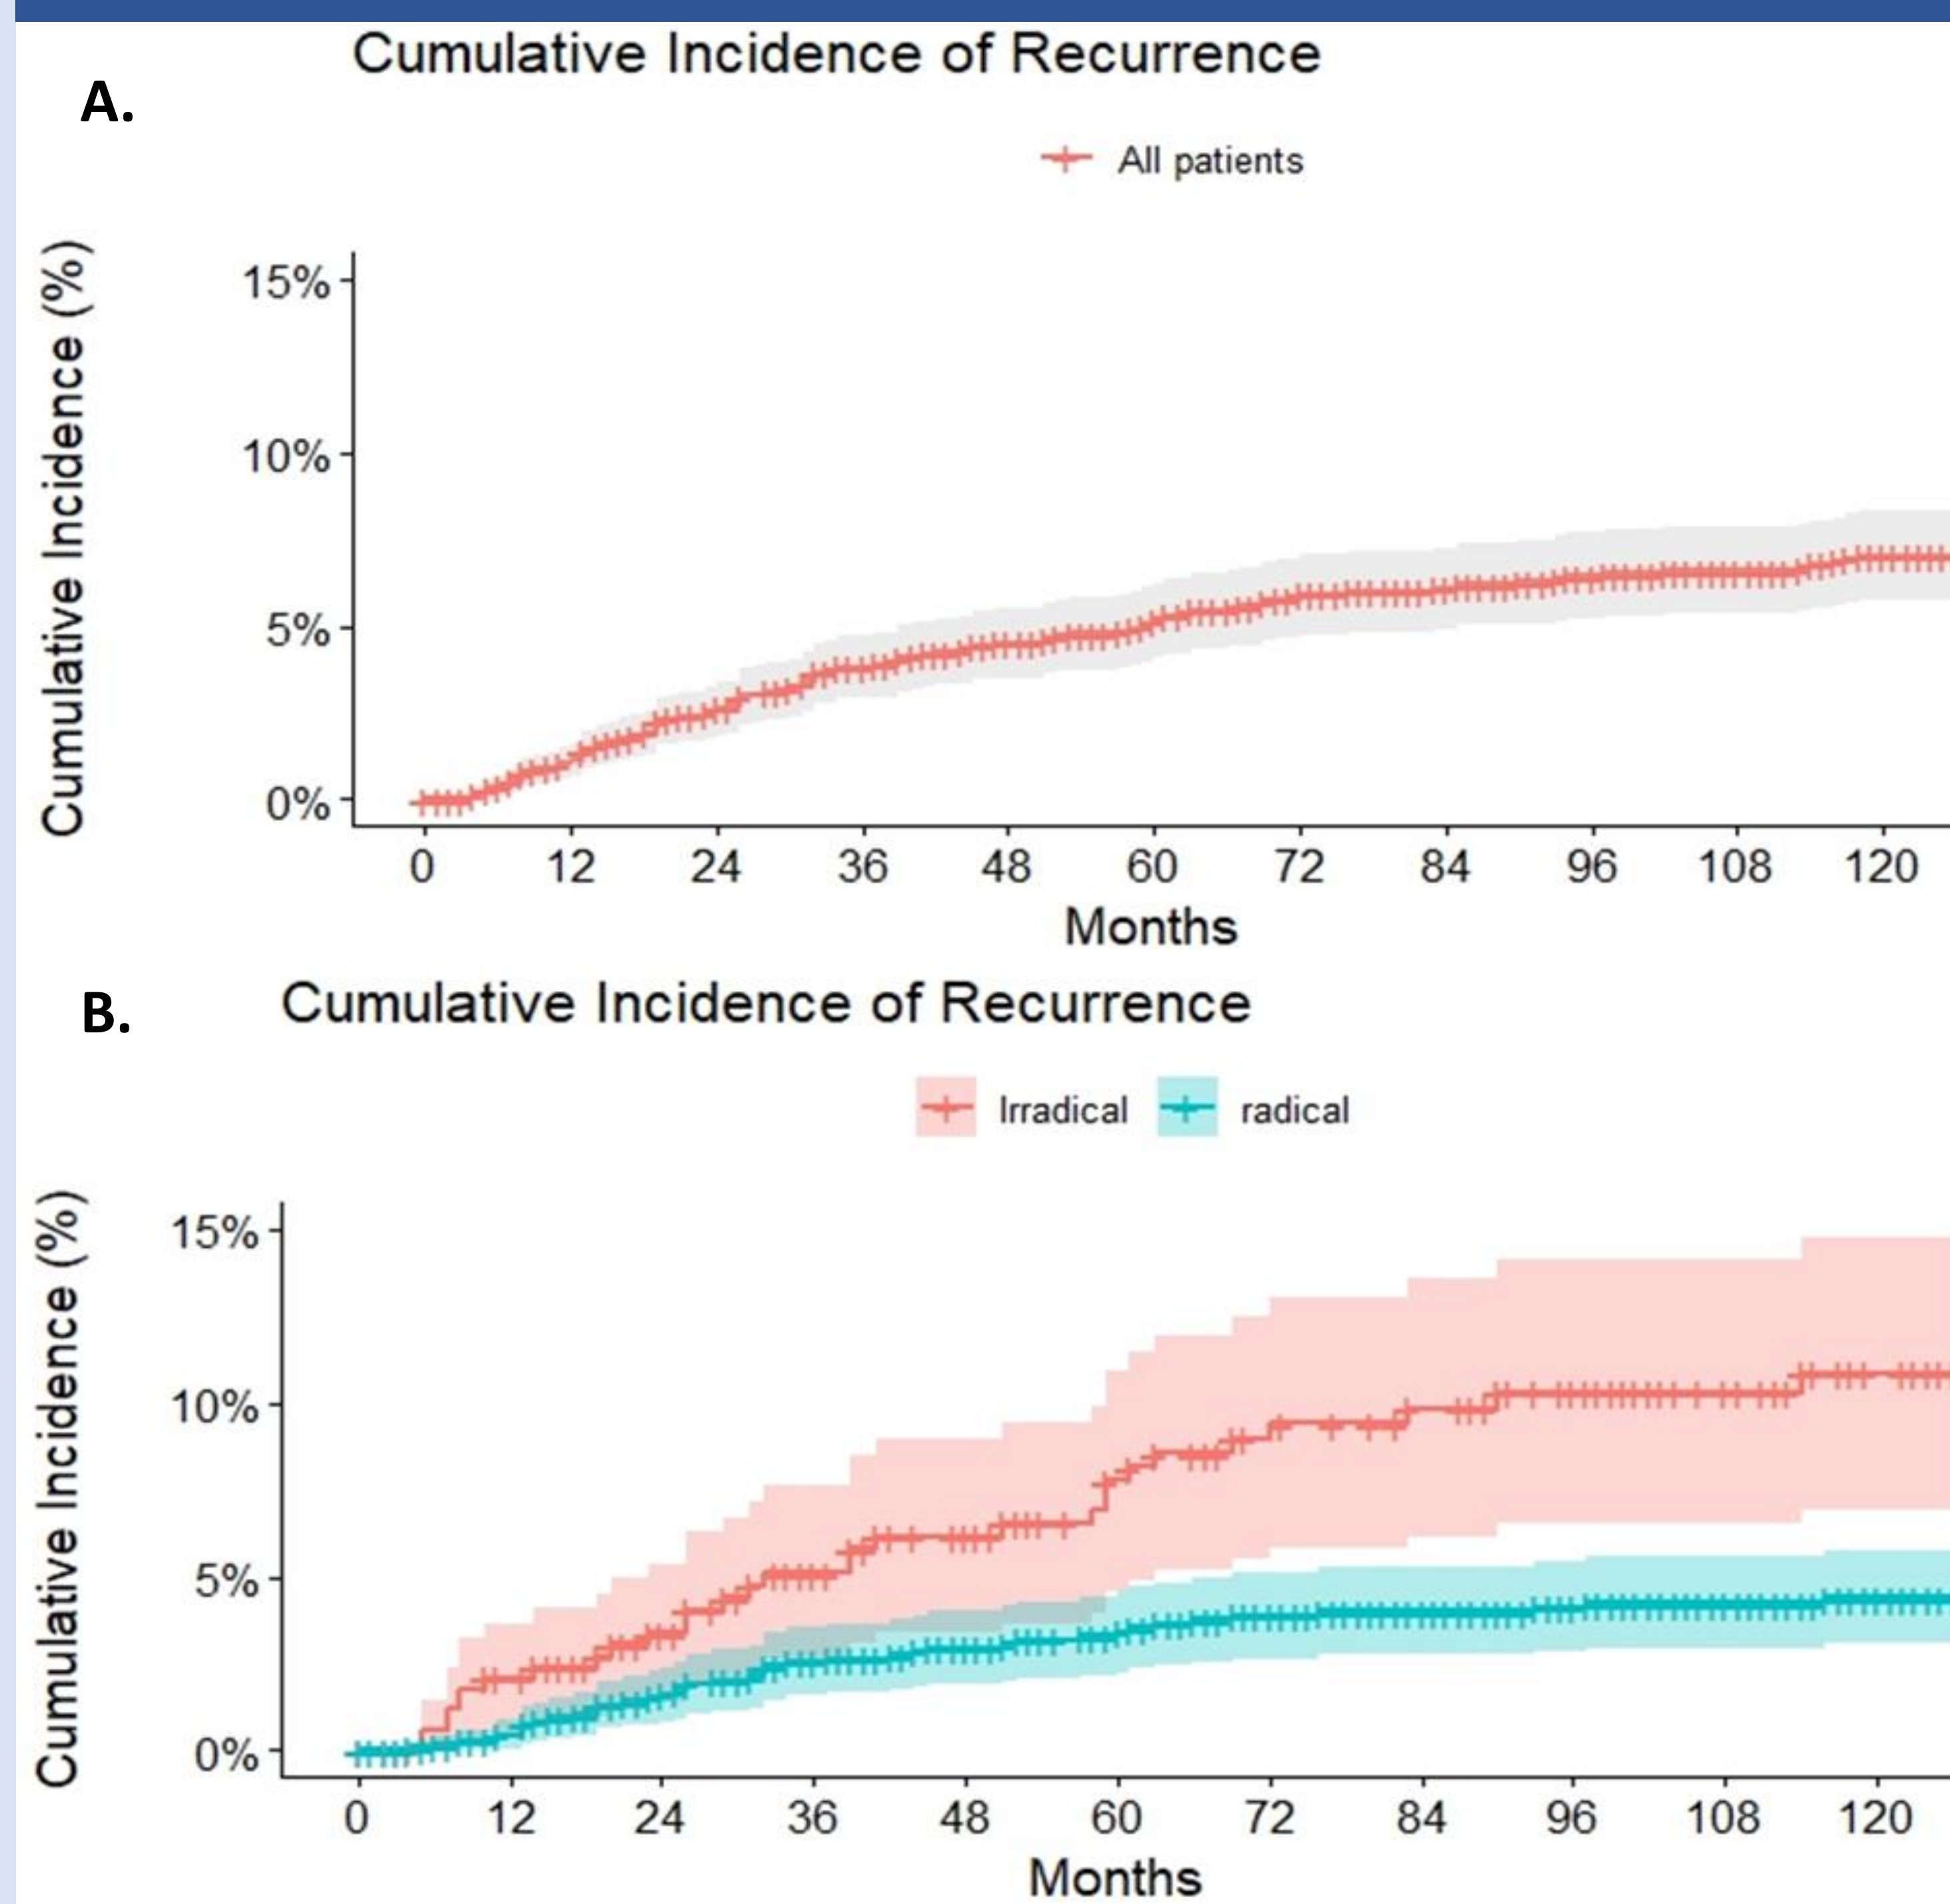 Cumulative Incidence of Recurrence
A.
All patients
Cumulative Incidence (%)
15%
10%
5%
0%
0 12 24 36 48 60 72 84 96 108 120
Months
Cumulative Incidence of Recurrence
B.
Irradical radical
Cumulative Incidence (%)
15%
10%
5%
0%
0 12 24 36 48 60 72 84 96 108 120
Months